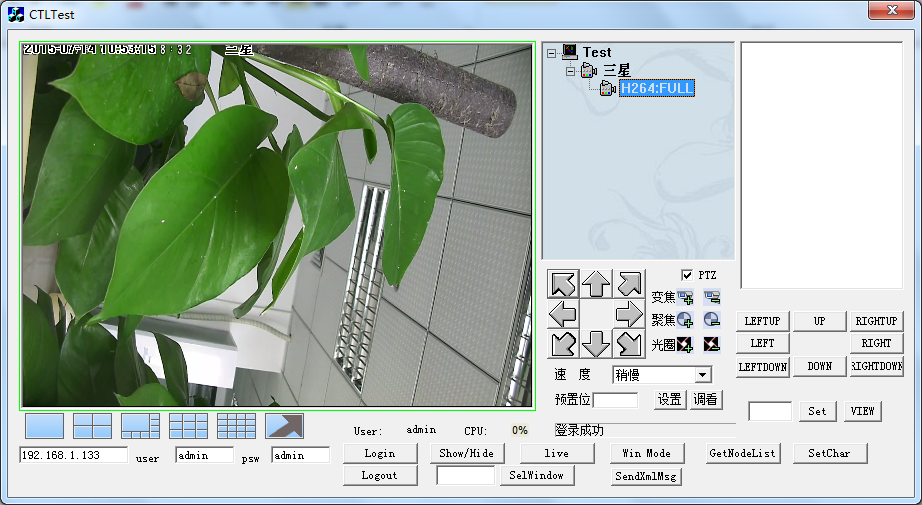 CTLTest
2015-07-14 10:53:15 8:32 三星
Test
三星
H264:FULL
PTZ
变焦
聚焦
光圈
速 度 稍慢
预置位 设置 调看
登录成功
LEFTUP UP RIGHTUP
LEFT RIGHT
LEFTDOWN DOWN RIGHTDOWN
Set VIEW
User: admin CPU: 0%
192.168.1.133 user admin psw admin
Login Show/Hide live Win Mode GetNodeList SetChar
Logout SelWindow SendXmlMsg